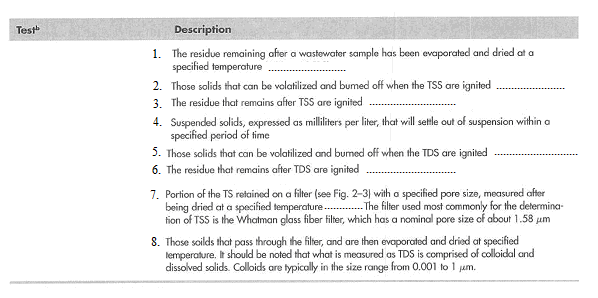 Testᵇ Description
1. The residue remaining after a wastewater sample has been evaporated and dried at a
specified temperature ..........................
2. Those solids that can be volatilized and burned off when the TSS are ignited .......................
3. The residue that remains after TSS are ignited .............................
4. Suspended solids, expressed as milliliters per liter, that will settle out of suspension within a
specified period of time
5. Those solids that can be volatilized and burned off when the TDS are ignited ............................
6. The residue that remains after TDS are ignited ..............................
7. Portion of the TS retained on a filter (see Fig. 2–3) with a specified pore size, measured after
being dried at a specified temperature ............. The filter used most commonly for the determina-
tion of TSS is the Whatman glass fiber filter, which has a nominal pore size of about 1.58 μm
8. Those soilds that pass through the filter, and are then evaporated and dried at specified
temperature. It should be noted that what is measured as TDS is comprised of colloidal and
dissolved solids. Colloids are typically in the size range from 0.001 to 1 μm.